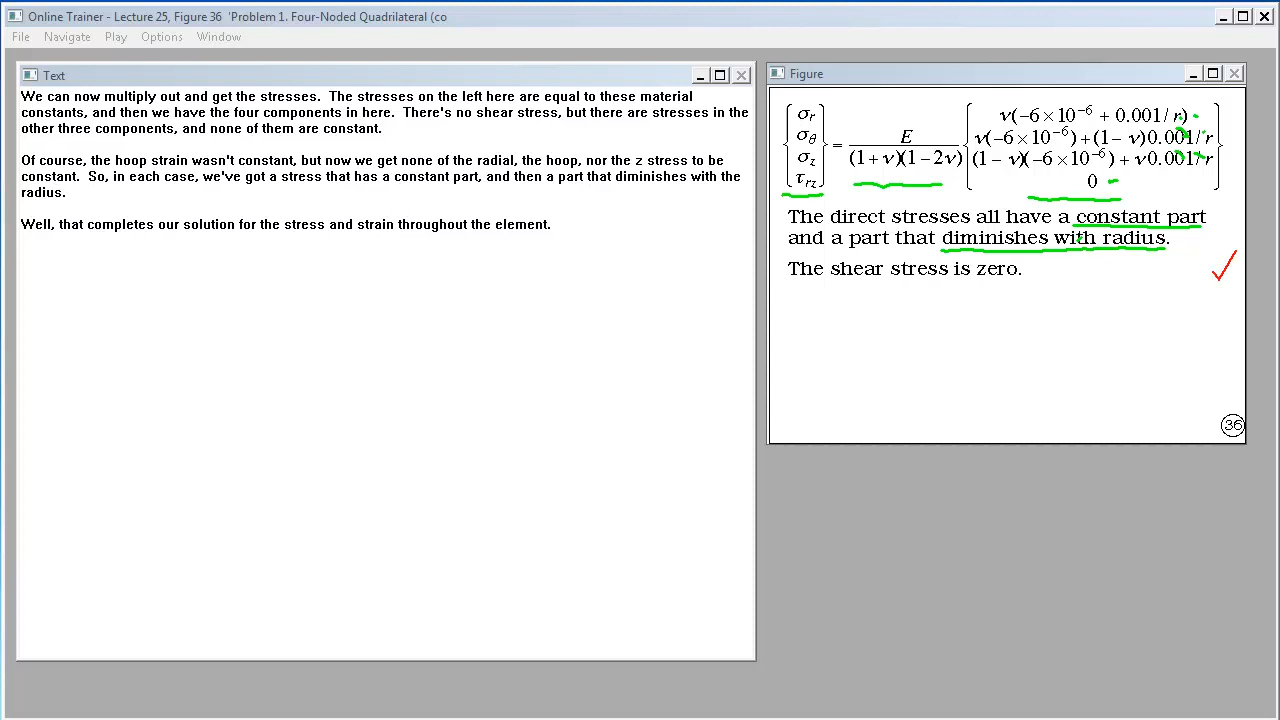 Online Trainer - Lecture 25, Figure 36 'Problem 1. Four-Noded Quadrilateral (co
File Navigate Play Options Window
Text
We can now multiply out and get the stresses. The stresses on the left here are equal to these material
constants, and then we have the four components in here. There's no shear stress, but there are stresses in the
other three components, and none of them are constant.
Of course, the hoop strain wasn't constant, but now we get none of the radial, the hoop, nor the z stress to be
constant. So, in each case, we've got a stress that has a constant part, and then a part that diminishes with the
radius.
Well, that completes our solution for the stress and strain throughout the element.
Figure
{σr σθ σz τrz} = E / (1 + ν)(1 − 2ν)
ν(−6 × 10⁻⁶ + 0.001/ r)
ν(−6 × 10⁻⁶) + (1 − ν)0.001/ r
(1 − ν)(−6 × 10⁻⁶) + ν 0.001/ r
0
The direct stresses all have a constant part
and a part that diminishes with radius.
The shear stress is zero.
36